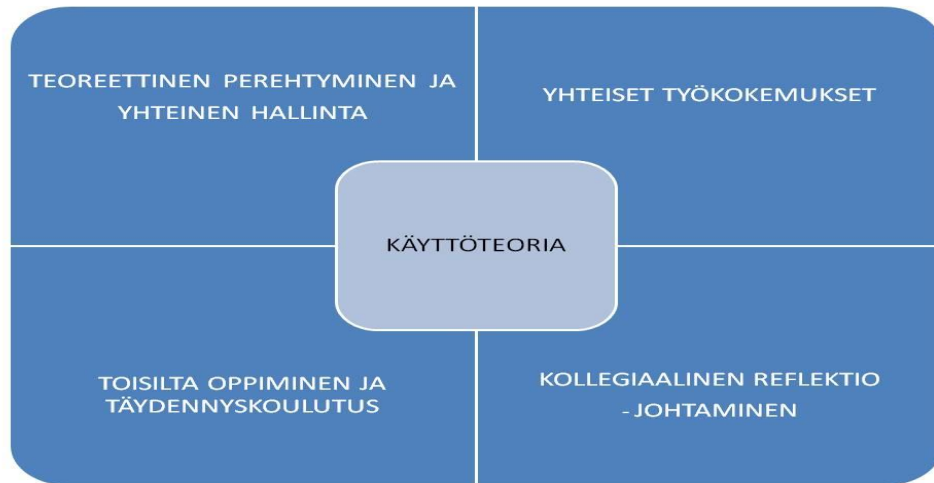 TEOREETTINEN PEREHTYMINEN JA
YHTEINEN HALLINTA
YHTEISET TYÖKOKEMUKSET
KÄYTTÖTEORIA
TOISILTA OPPIMINEN JA
TÄYDENNYSKOULUTUS
KOLLEGIAALINEN REFLEKTIO
- JOHTAMINEN